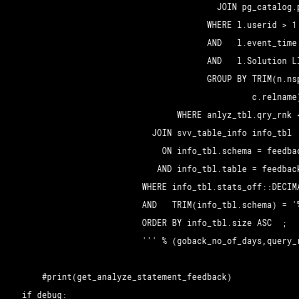 JOIN pg_catalog.
WHERE l.userid > 1
AND l.event_time
AND l.Solution
GROUP BY TRIM(n.nsp
c.relname
WHERE anlyz_tbl.qry_rnk
JOIN svv_table_info info_tbl
ON info_tbl.schema = feedbac
AND info_tbl.table = feedback
WHERE info_tbl.stats_off::DECIMA
AND TRIM(info_tbl.schema) =
ORDER BY info_tbl.size ASC ;
''' % (goback_no_of_days,query_r
#print(get_analyze_statement_feedback)
if debug: